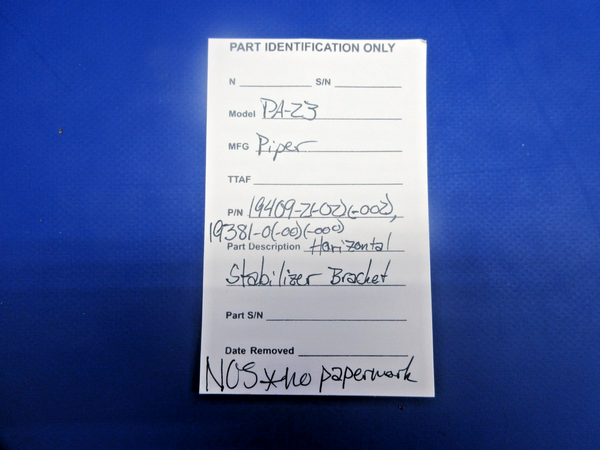 PART IDENTIFICATION ONLY
N S/N
Model PA-23
MFG Piper
TTAF
P/N 19409-2(-02)(-002),
19381-0(-00)(-000)
Part Description Horizontal
Stabilizer Bracket
Part S/N
Date Removed
NOS *no paperwork